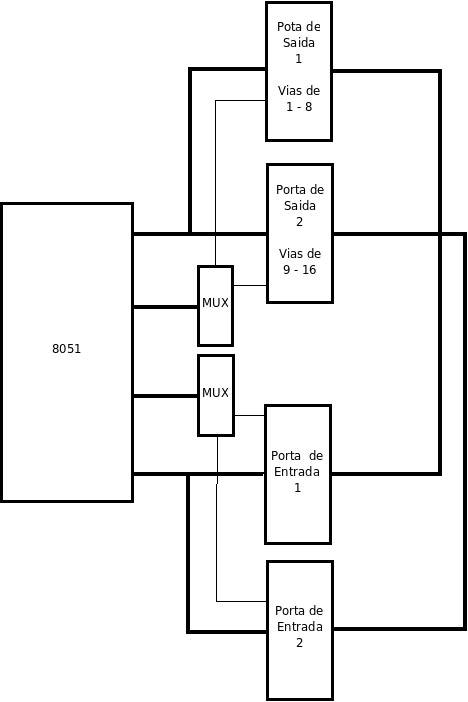 Pota de
Saida
1
Vias de
1 - 8
Porta de
Saida
2
Vias de
9 - 16
MUX
8051
MUX
Porta de
Entrada
1
Porta de
Entrada
2